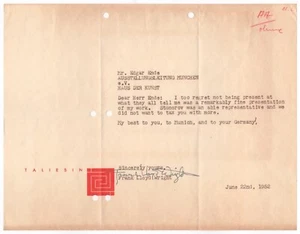 Mr. Edgar Ende
AUSSTELLUNGSLEITUNG MUNCHEN
e.V.
HAUS DER KUNST
Dear Herr Ende: I too regret not being present at
what they all tell me was a remarkably fine presentation
of my work. Stonorov was an able representative and we
did not want to tax you with more.
My best to you, to Munich, and to your Germany!
Sincerely yours,
TALIESIN
Frank Lloyd Wright
June 22nd, 1952